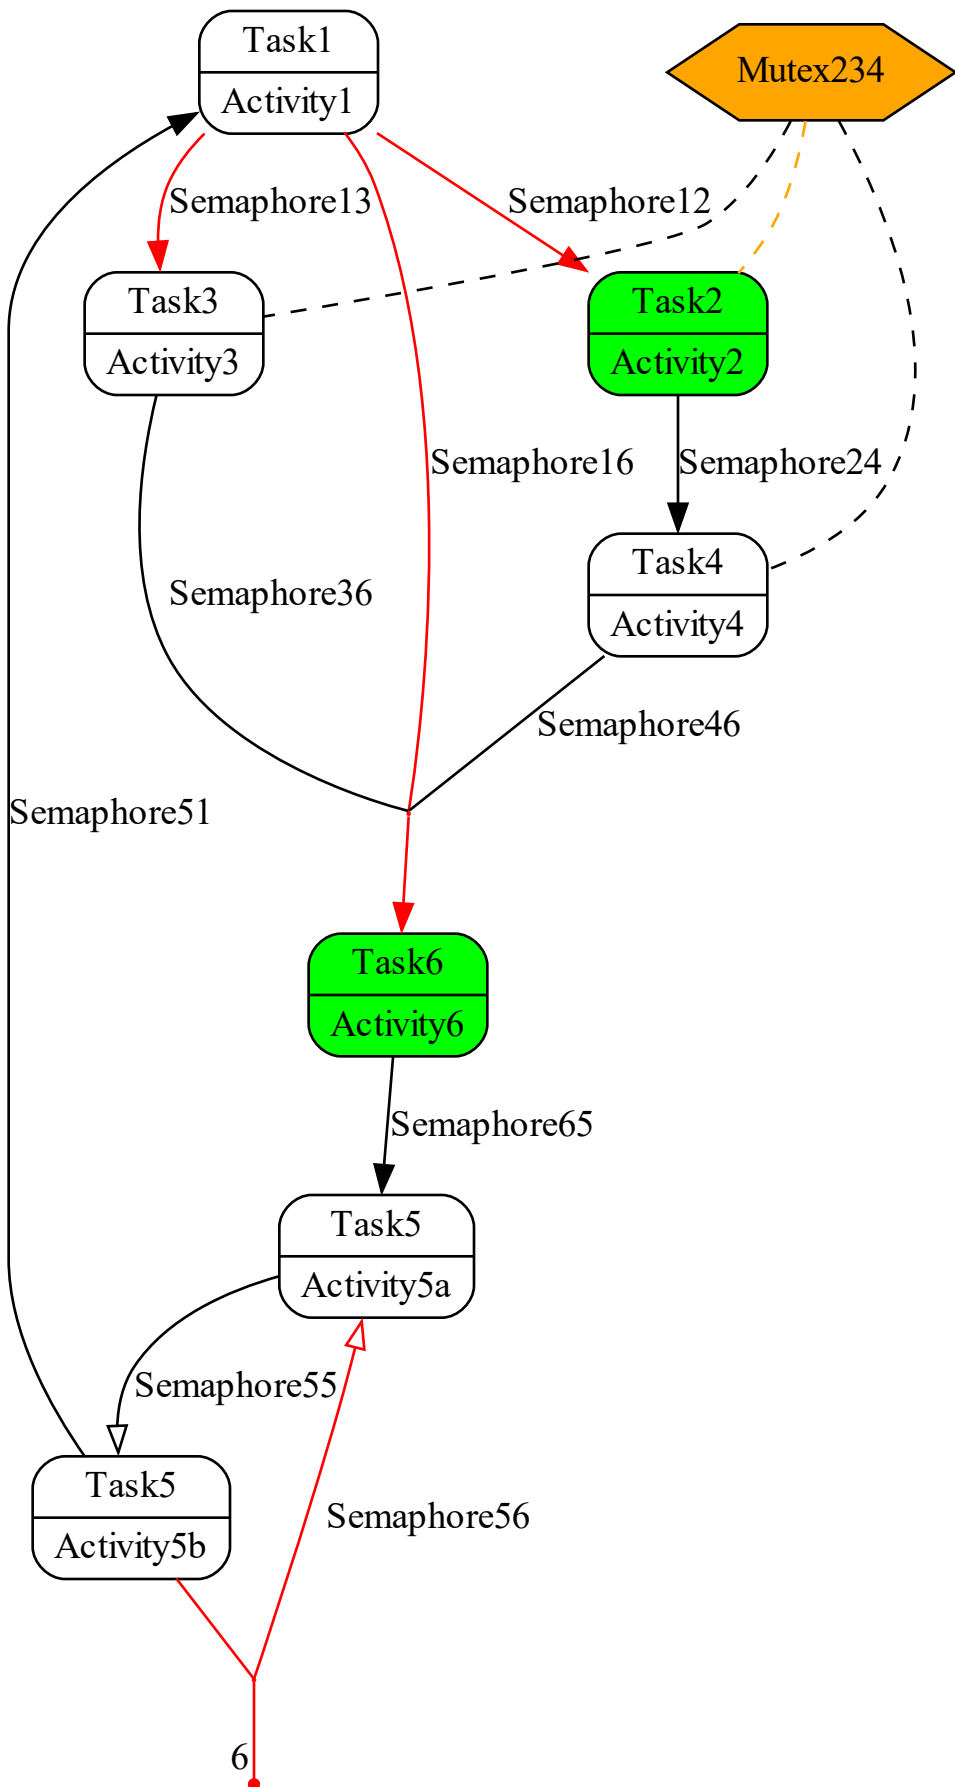 Task1
Activity1
Mutex234
Semaphore13
Semaphore12
Task3
Activity3
Task2
Activity2
Semaphore16
Semaphore24
Task4
Activity4
Semaphore36
Semaphore46
Semaphore51
Task6
Activity6
Semaphore65
Task5
Activity5a
Semaphore55
Task5
Activity5b
Semaphore56
6